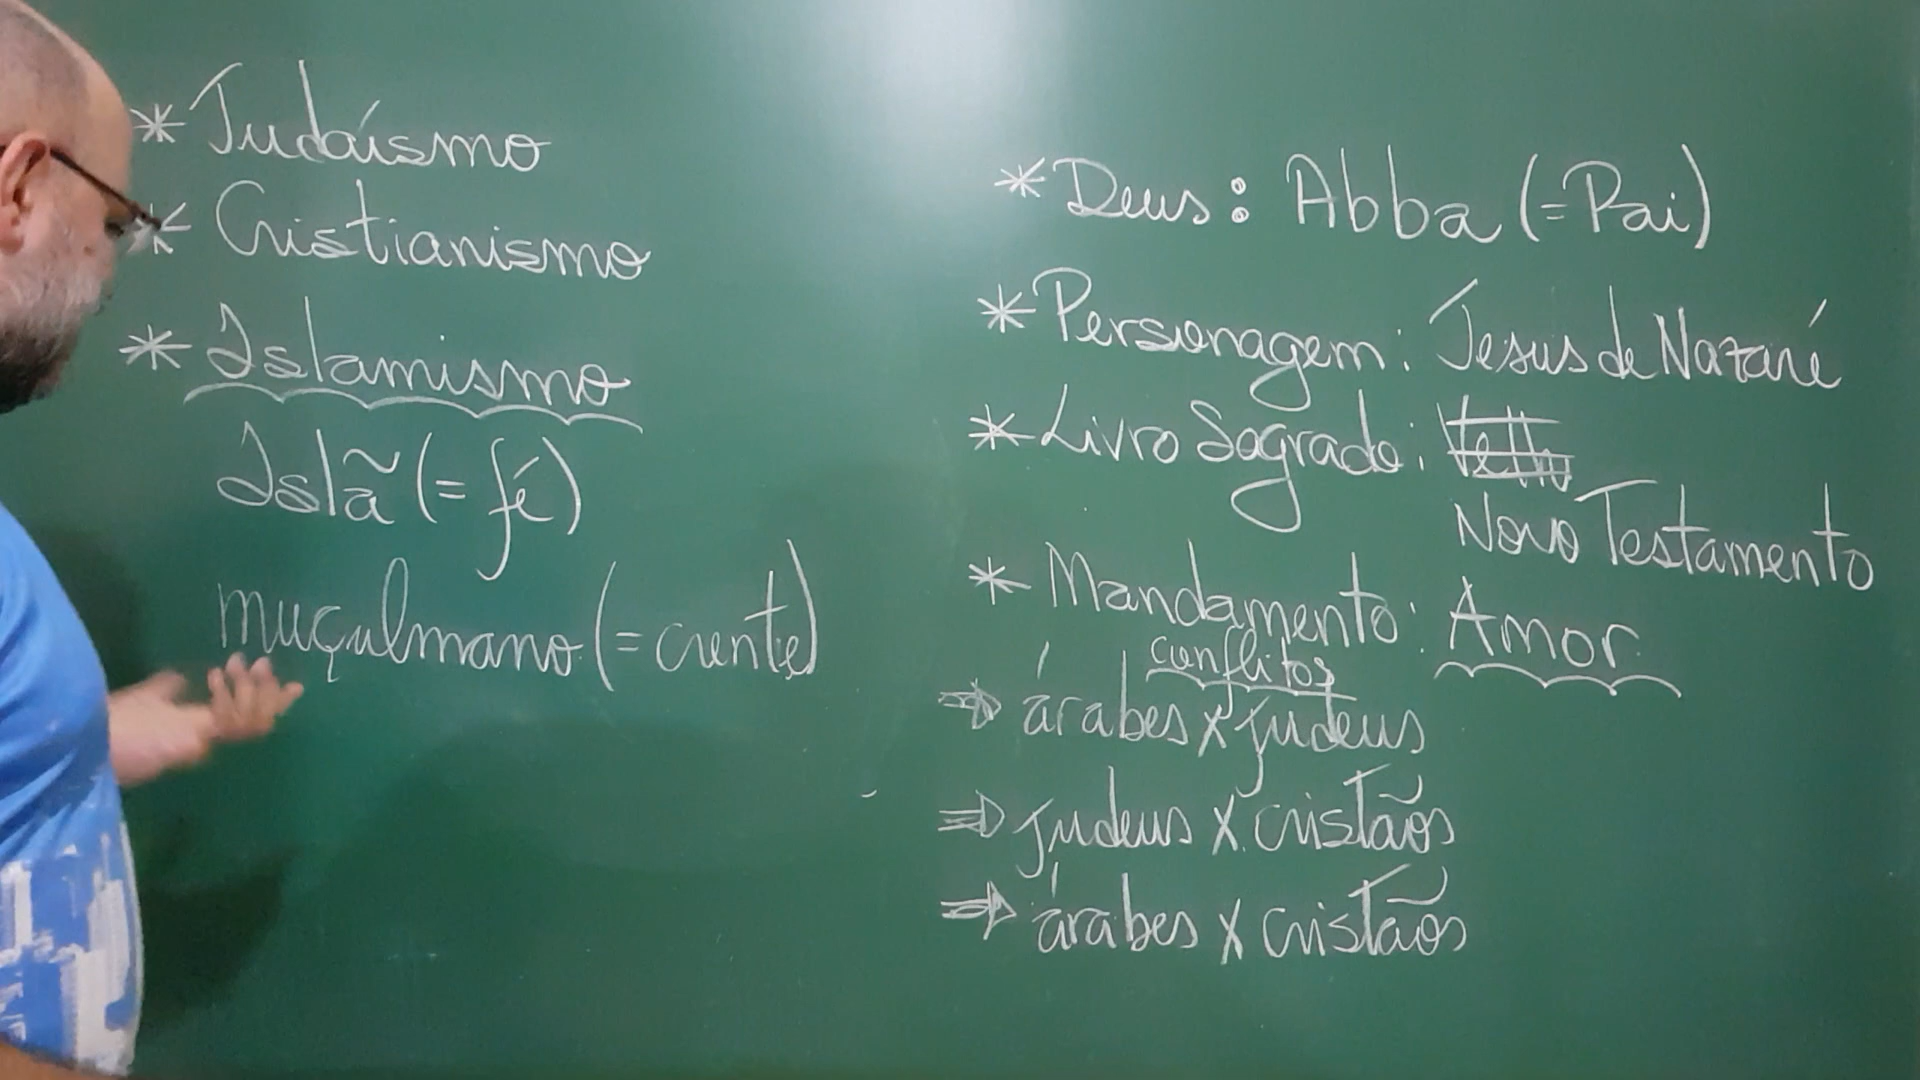 * Judaísmo
* Cristianismo
* Islamismo
Islã (= fé)
muçulmano (= crente)
* Deus: Abba (= Pai)
* Personagem: Jesus de Nazaré
* Livro Sagrado:
Novo Testamento
* Mandamento: Amor
conflitos
⇒ árabes x judeus
⇒ judeus x cristãos
⇒ árabes x cristãos